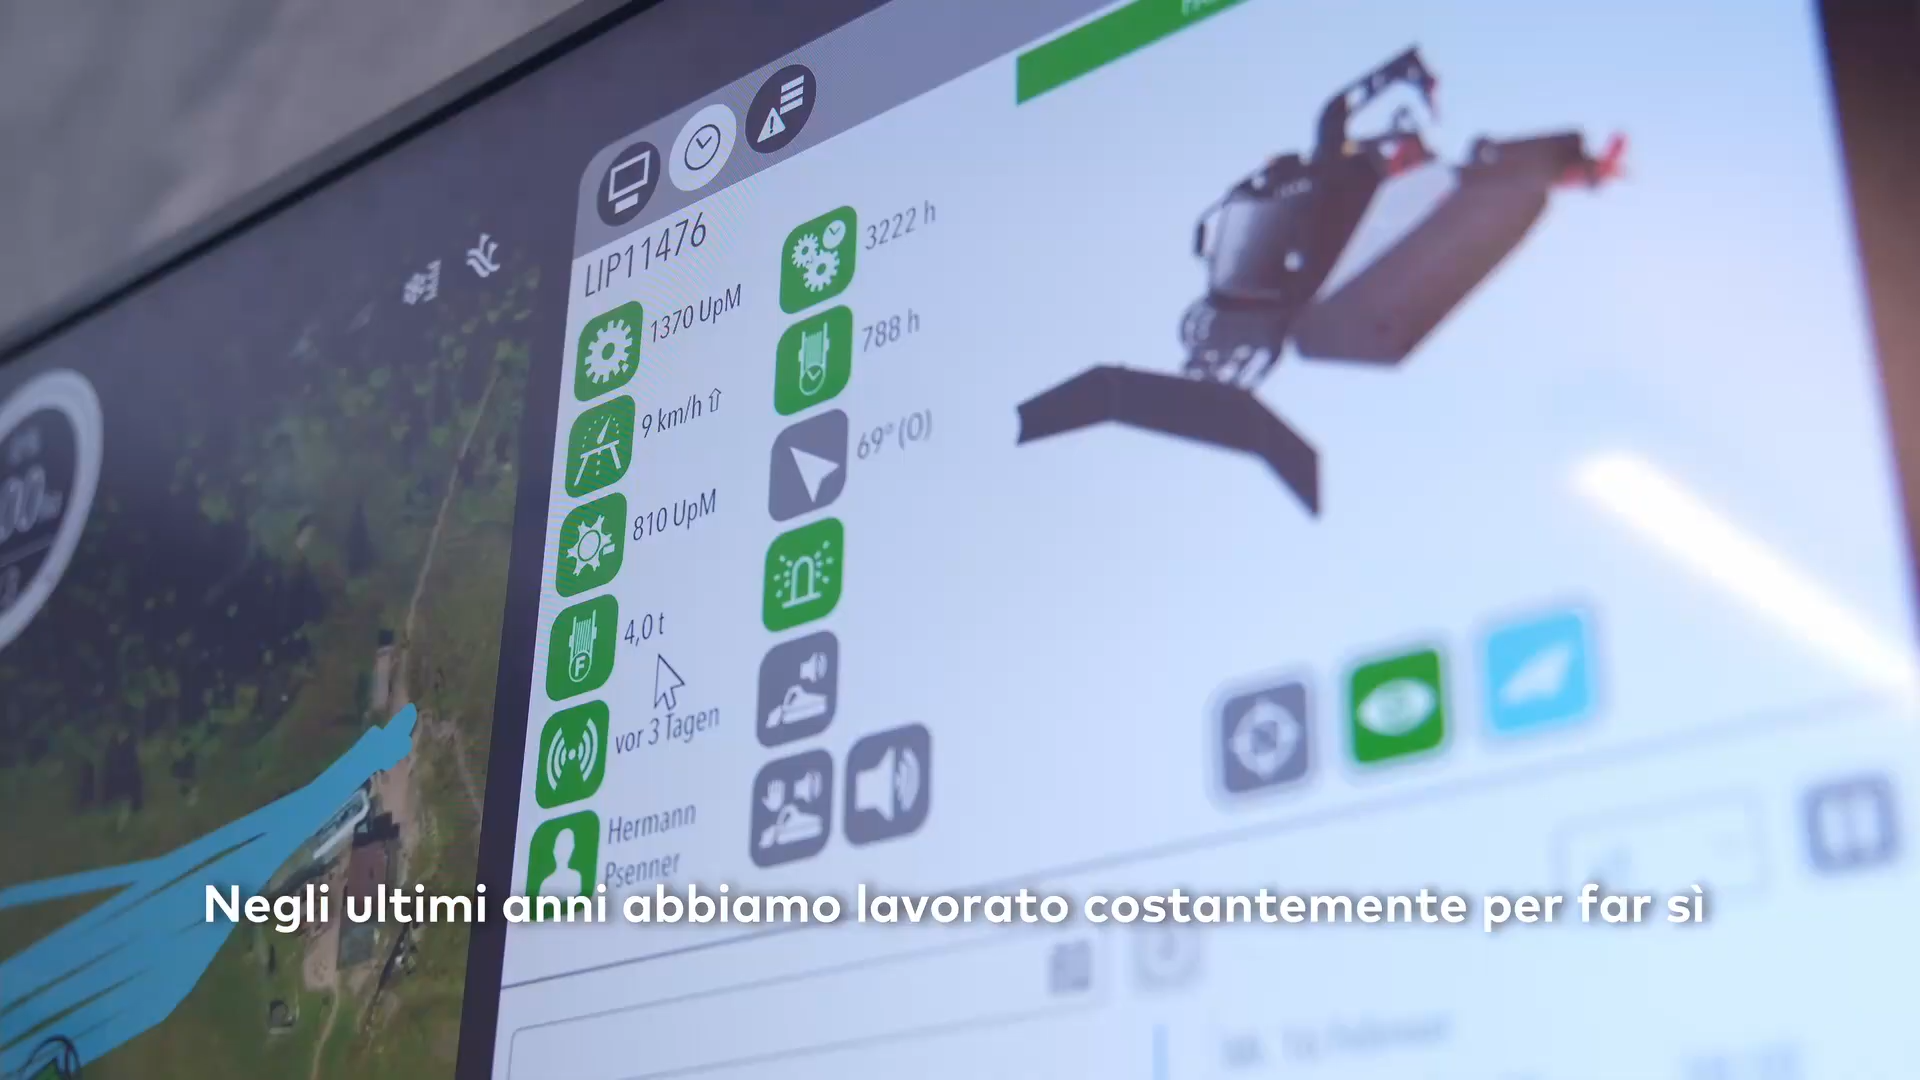 LIP11476
1370 UpM
3222 h
9 km/h
788 h
810 UpM
69° (O)
4,0 t
vor 3 Tagen
Hermann
Psenner
F
Negli ultimi anni abbiamo lavorato costantemente per far sì